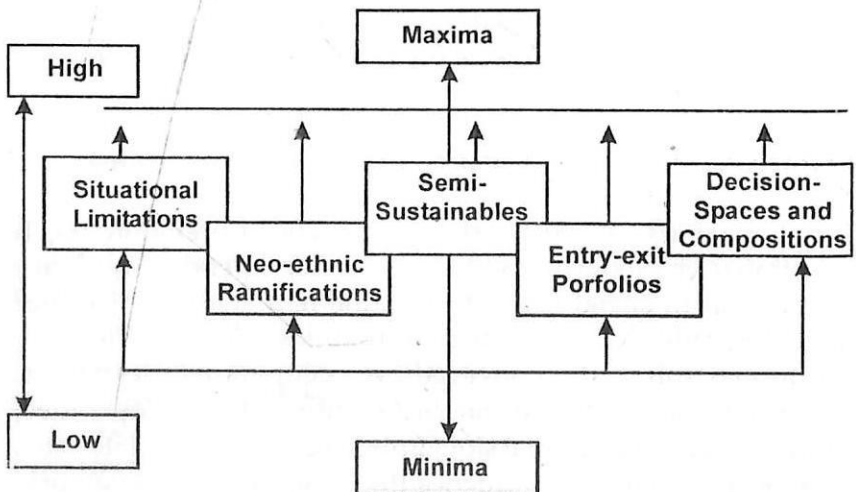 Maxima
High
Situational
Limitations
Neo-ethnic
Ramifications
Semi-
Sustainables
Entry-exit
Porfolios
Decision-
Spaces and
Compositions
Low
Minima